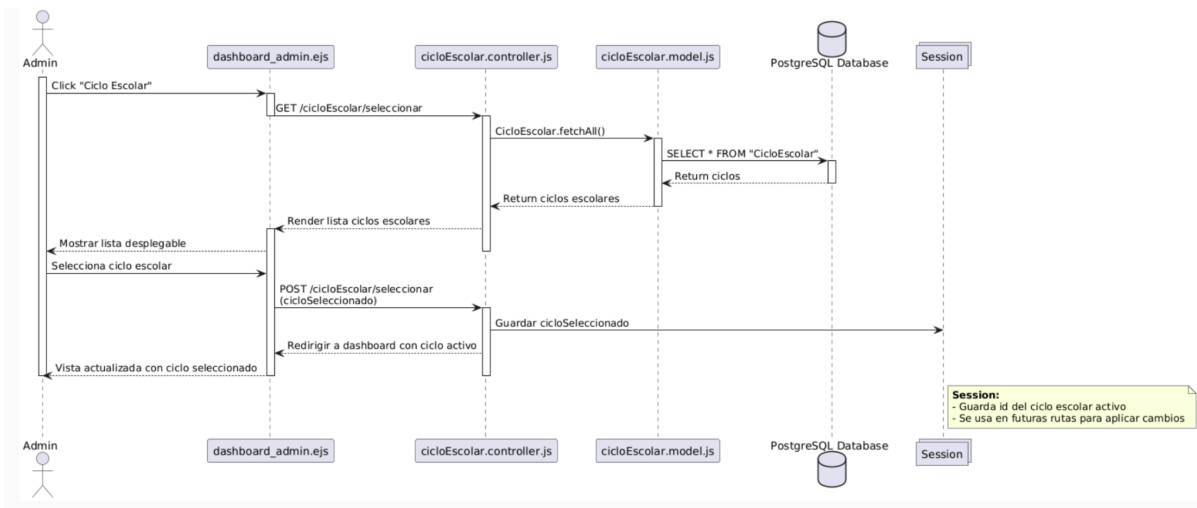 Admin
dashboard_admin.ejs
cicloEscolar.controller.js
cicloEscolar.model.js
PostgreSQL Database
Session
Click "Ciclo Escolar"
GET /cicloEscolar/seleccionar
CicloEscolar.fetchAll()
SELECT * FROM "CicloEscolar"
Return ciclos
Return ciclos escolares
Render lista ciclos escolares
Mostrar lista desplegable
Selecciona ciclo escolar
POST /cicloEscolar/seleccionar
(cicloSeleccionado)
Guardar cicloSeleccionado
Redirigir a dashboard con ciclo activo
Vista actualizada con ciclo seleccionado
Session:
- Guarda id del ciclo escolar activo
- Se usa en futuras rutas para aplicar cambios
Admin
dashboard_admin.ejs
cicloEscolar.controller.js
cicloEscolar.model.js
PostgreSQL Database
Session